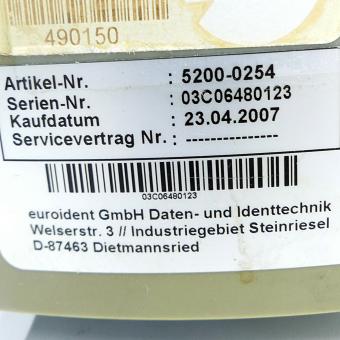 490150
Artikel-Nr. : 5200-0254
Serien-Nr. : 03C06480123
Kaufdatum : 23.04.2007
Servicevertrag Nr. : ---------------
03C06480123
euroident GmbH Daten- und Identtechnik
Welserstr. 3 // Industriegebiet Steinriesel
D-87463 Dietmannsried